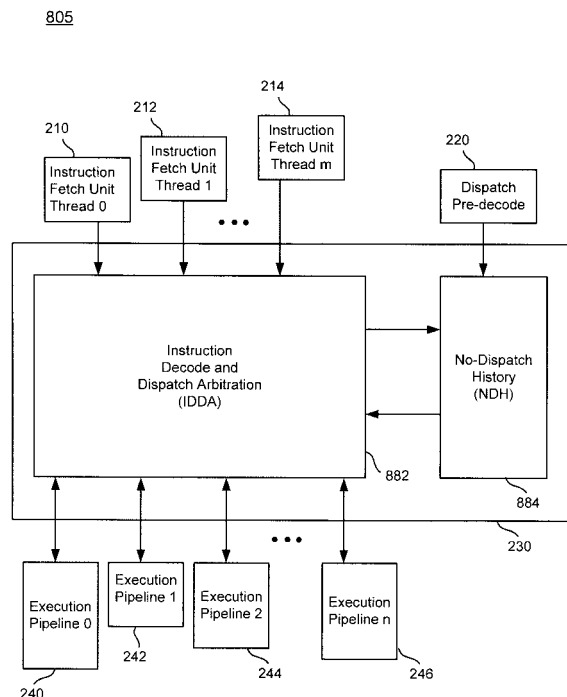 805
210
212
214
220
Instruction
Fetch Unit
Thread 0
Instruction
Fetch Unit
Thread 1
Instruction
Fetch Unit
Thread m
Dispatch
Pre-decode
Instruction
Decode and
Dispatch Arbitration
(IDDA)
No-Dispatch
History
(NDH)
882
884
230
Execution
Pipeline 0
Execution
Pipeline 1
Execution
Pipeline 2
Execution
Pipeline n
240
242
244
246